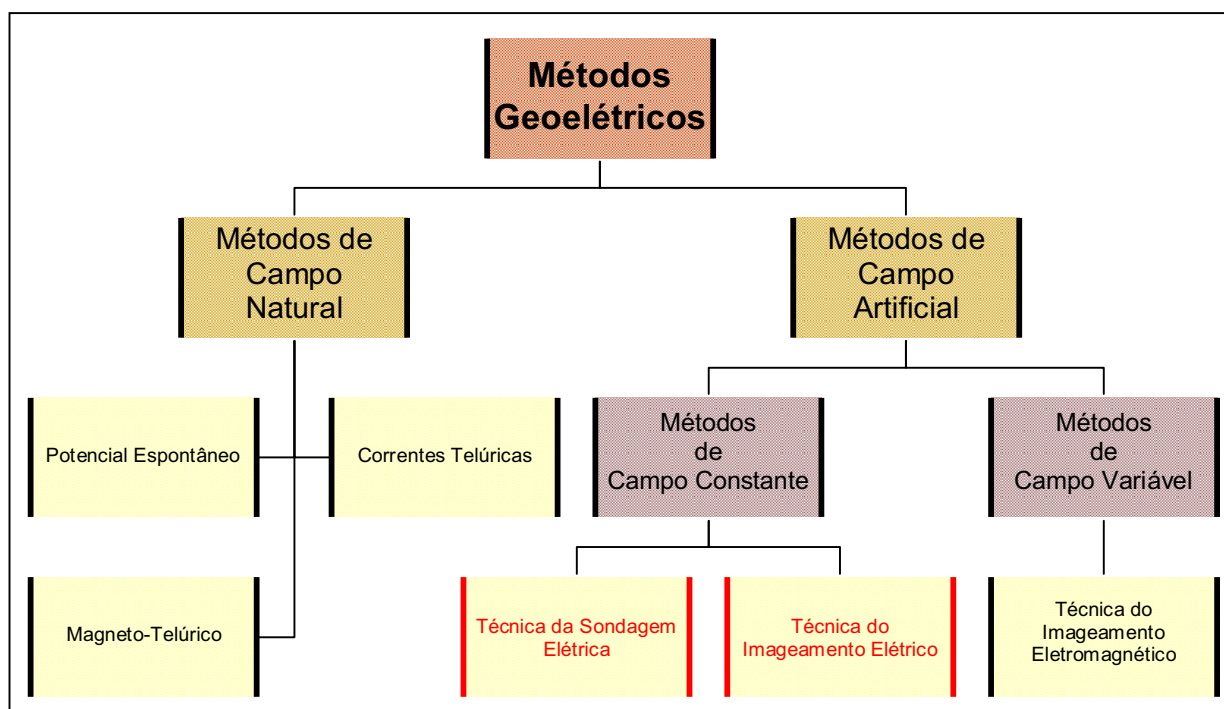 Métodos
Geoelétricos
Métodos de
Campo
Natural
Métodos de
Campo
Artificial
Potencial Espontâneo
Correntes Telúricas
Métodos
de
Campo Constante
Métodos
de
Campo Variável
Magneto-Telúrico
Técnica da Sondagem
Elétrica
Técnica do
Imageamento Elétrico
Técnica do
Imageamento
Eletromagnético